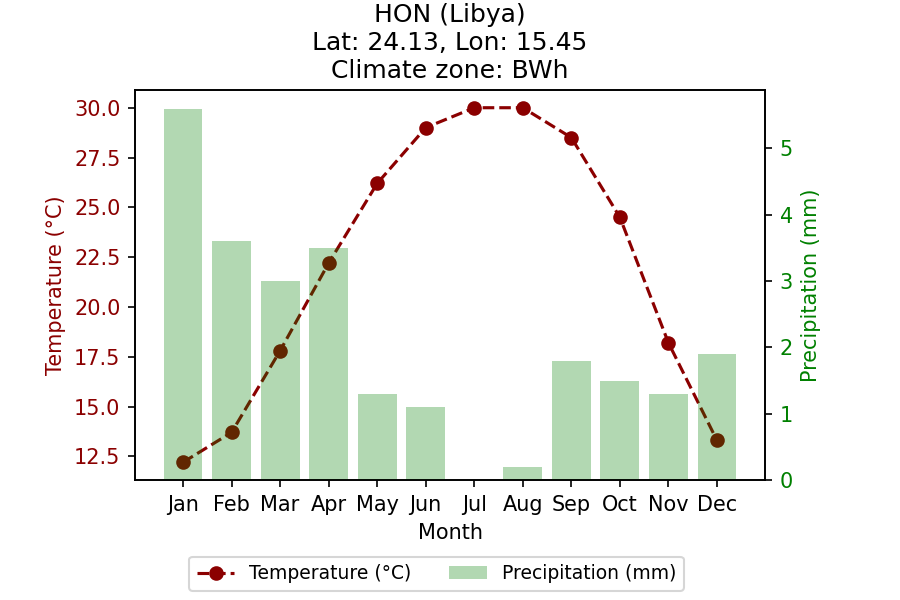 HON (Libya)
Lat: 24.13, Lon: 15.45
Climate zone: BWh
30.0
27.5
25.0
22.5
20.0
17.5
15.0
12.5
Temperature (°C)
5
4
3
2
1
0
Precipitation (mm)
Jan Feb Mar Apr May Jun Jul Aug Sep Oct Nov Dec
Month
Temperature (°C) Precipitation (mm)